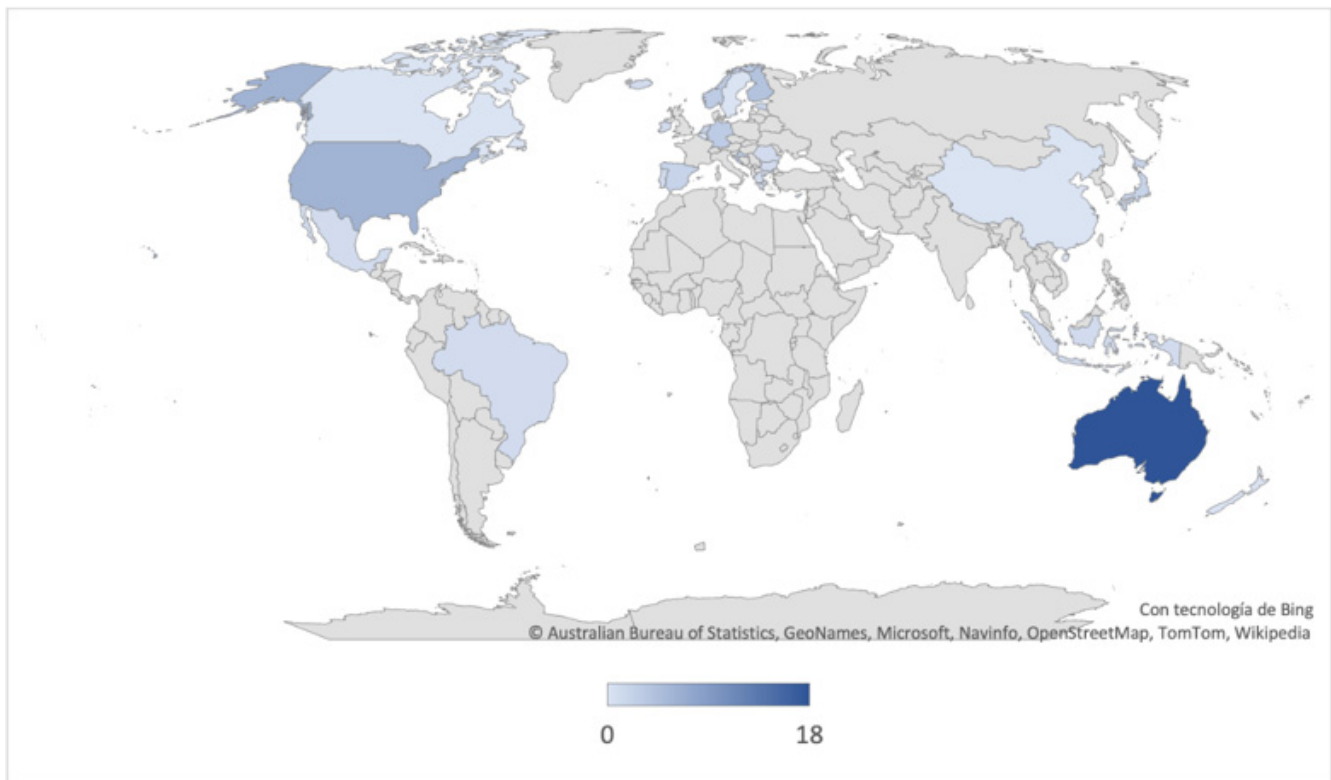 Con tecnología de Bing
© Australian Bureau of Statistics, GeoNames, Microsoft, Navinfo, OpenStreetMap, TomTom, Wikipedia
0 18